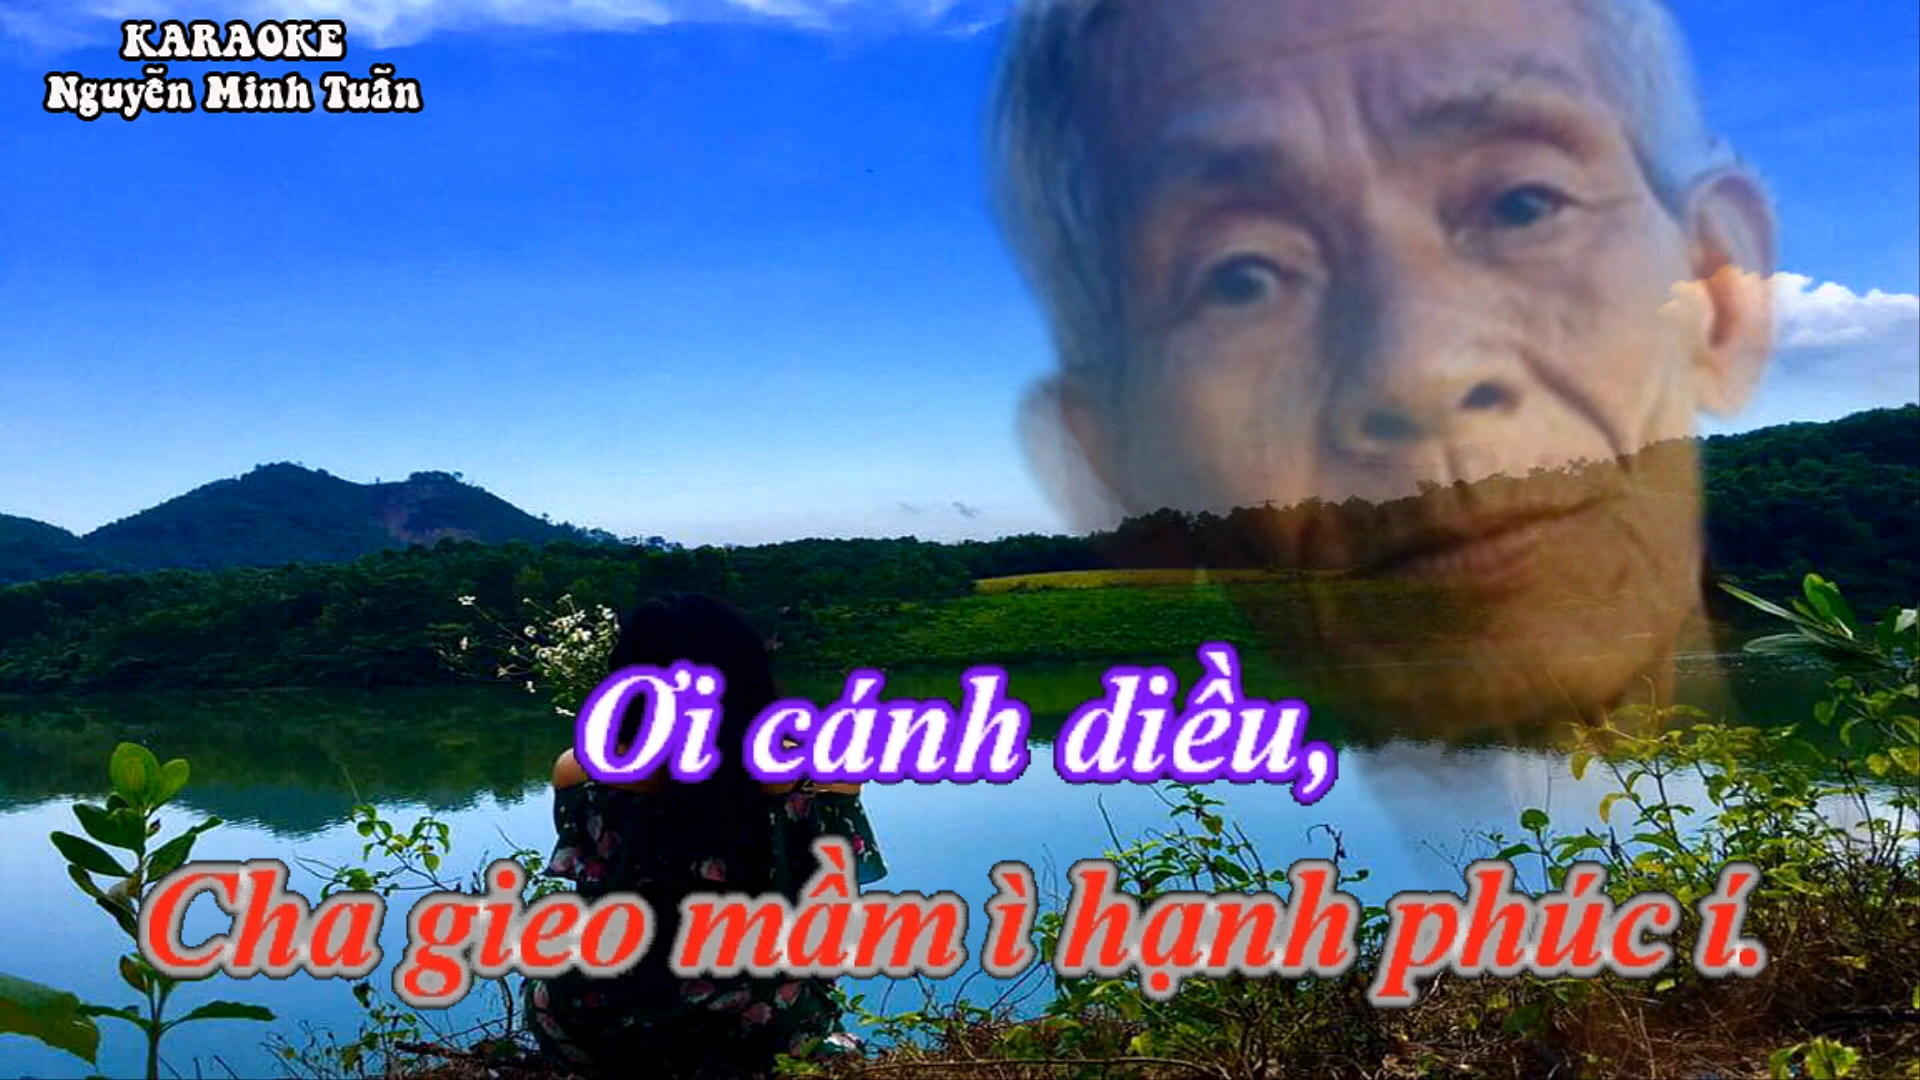 KARAOKE
Nguyễn Minh Tuấn
Ơi cánh diều,
Cha gieo mầm ì hạnh phúc í.